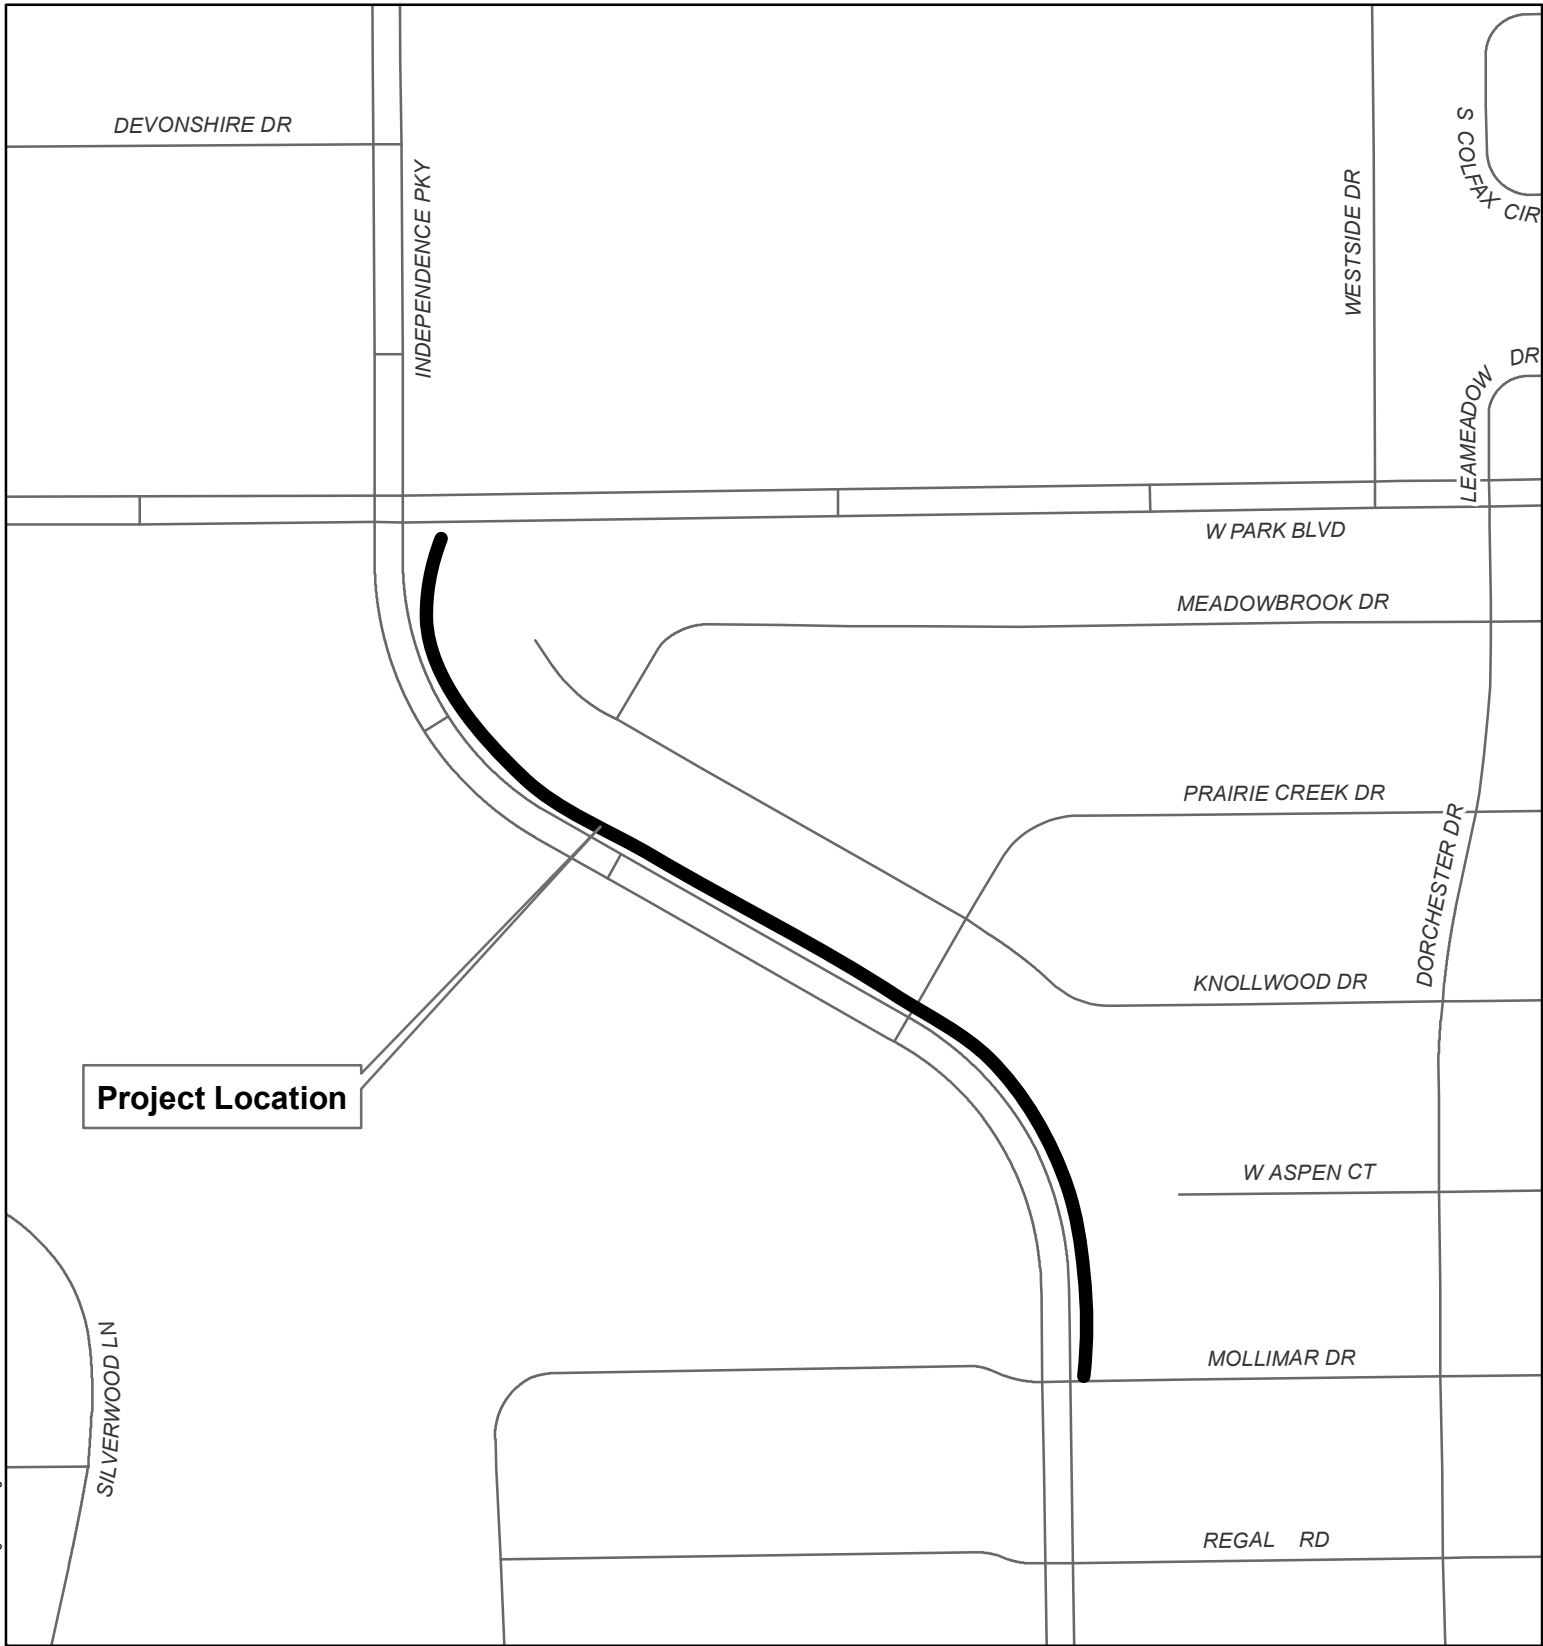 DEVONSHIRE DR
INDEPENDENCE PKY
WESTSIDE DR
S COLFAX CIR
LEAMEADOW DR
W PARK BLVD
MEADOWBROOK DR
PRAIRIE CREEK DR
DORCHESTER DR
KNOLLWOOD DR
Project Location
W ASPEN CT
SILVERWOOD LN
MOLLIMAR DR
REGAL RD